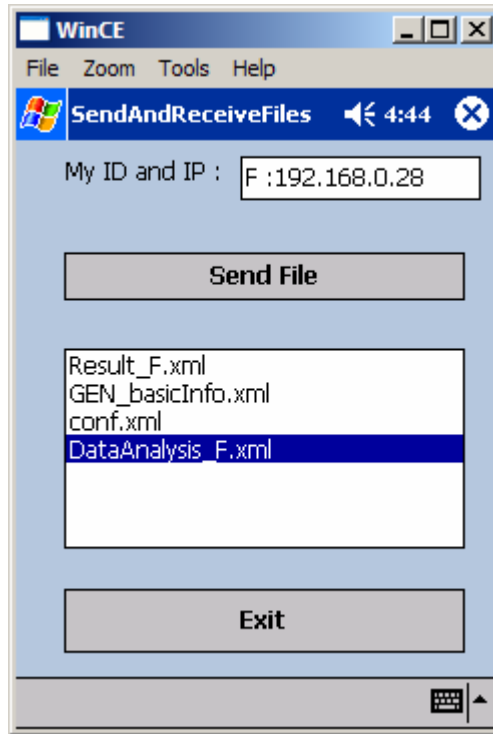 WinCE
File Zoom Tools Help
SendAndReceiveFiles 4:44
My ID and IP : F :192.168.0.28
Send File
Result_F.xml
GEN_basicInfo.xml
conf.xml
DataAnalysis_F.xml
Exit